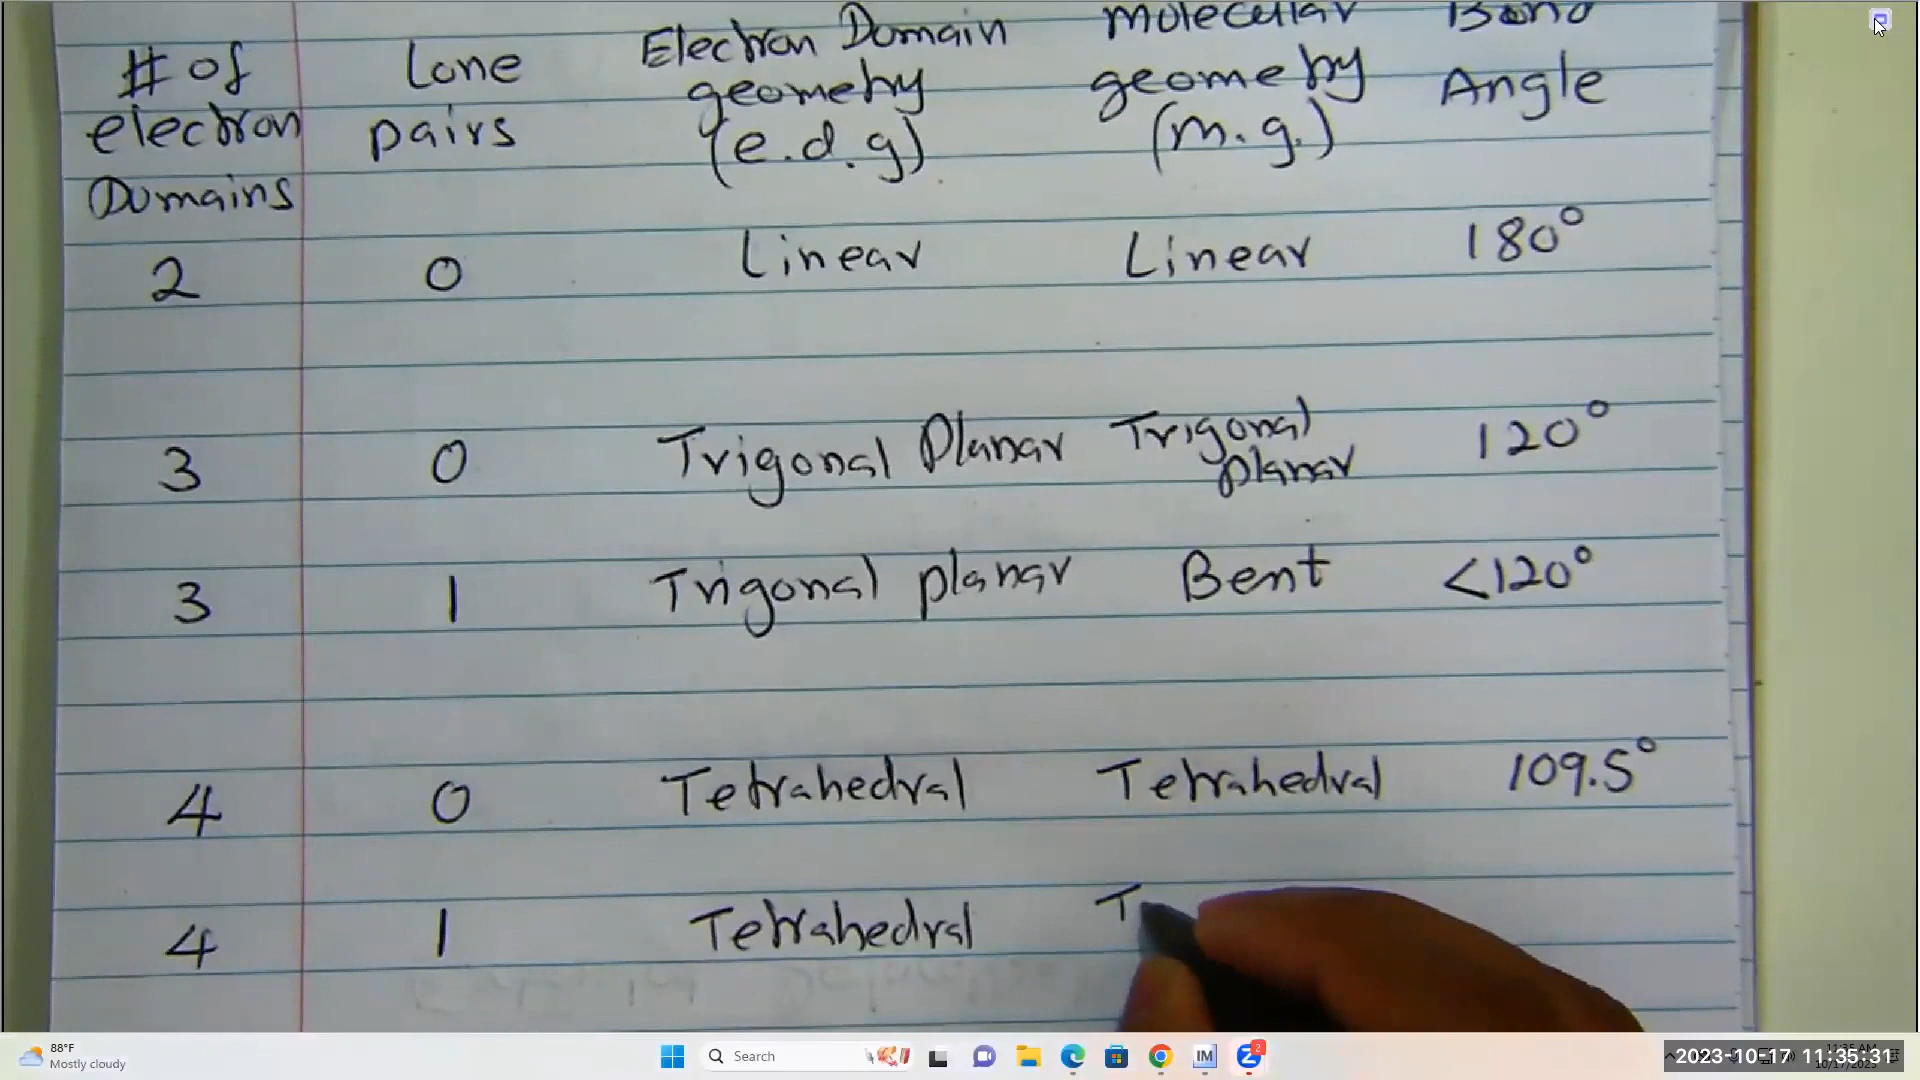 # of Lone Electron Domain Molecular Bond
electron pairs geometry geometry Angle
Domains (e.d.g) (m.g.)
2 0 Linear Linear 180°
3 0 Trigonal Planar Trigonal planar 120°
3 1 Trigonal planar Bent <120°
4 0 Tetrahedral Tetrahedral 109.5°
4 1 Tetrahedral T
88°F
Mostly cloudy
Search
IM
Z
2
2023-10-17 11:35:31